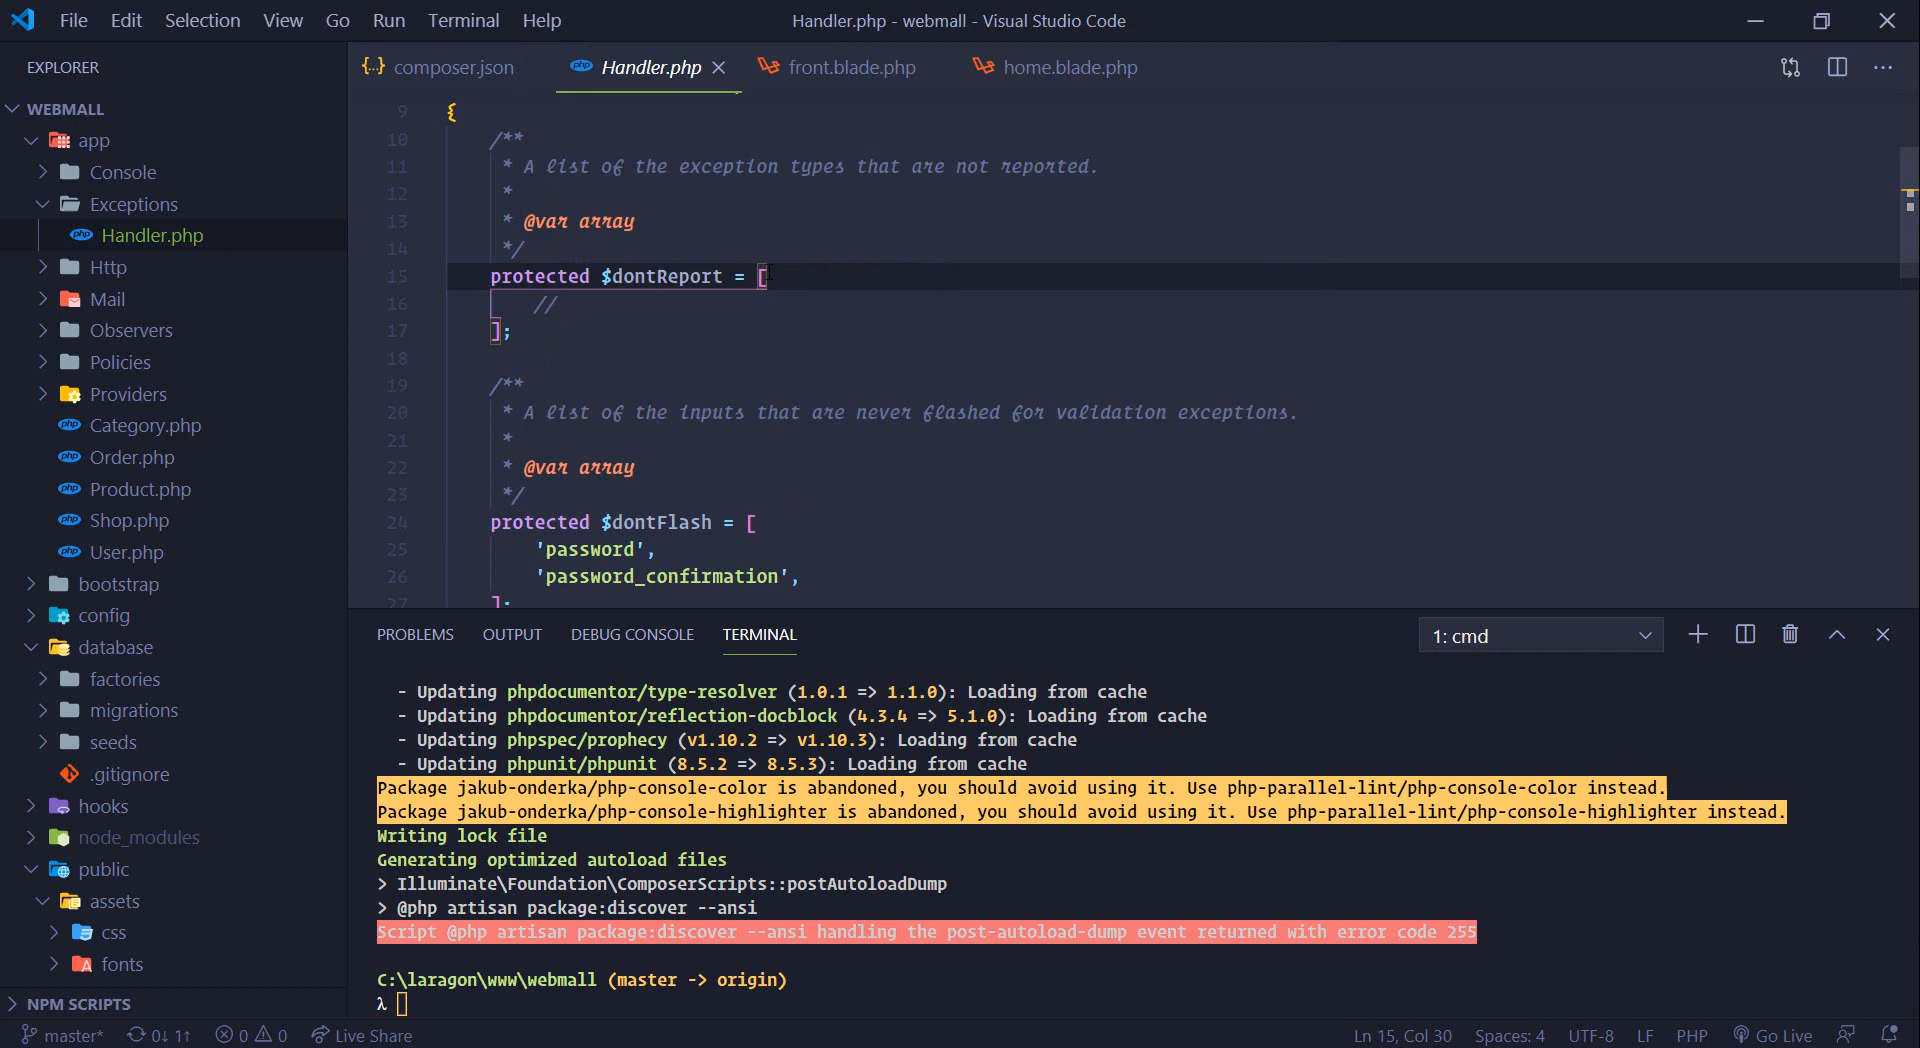 File Edit Selection View Go Run Terminal Help
Handler.php - webmall - Visual Studio Code
EXPLORER
WEBMALL
app
Console
Exceptions
php Handler.php
Http
Mail
Observers
Policies
Providers
php Category.php
php Order.php
php Product.php
php Shop.php
php User.php
bootstrap
config
database
factories
migrations
seeds
.gitignore
hooks
node_modules
public
assets
css
fonts
NPM SCRIPTS
{..} composer.json php Handler.php front.blade.php home.blade.php
9 {
10 /**
11 * A list of the exception types that are not reported.
12 *
13 * @var array
14 */
15 protected $dontReport = [
16 //
17 ];
18
19 /**
20 * A list of the inputs that are never flashed for validation exceptions.
21 *
22 * @var array
23 */
24 protected $dontFlash = [
25 'password',
26 'password_confirmation',
27 ];
PROBLEMS OUTPUT DEBUG CONSOLE TERMINAL 1: cmd
- Updating phpdocumentor/type-resolver (1.0.1 => 1.1.0): Loading from cache
- Updating phpdocumentor/reflection-docblock (4.3.4 => 5.1.0): Loading from cache
- Updating phpspec/prophecy (v1.10.2 => v1.10.3): Loading from cache
- Updating phpunit/phpunit (8.5.2 => 8.5.3): Loading from cache
Package jakub-onderka/php-console-color is abandoned, you should avoid using it. Use php-parallel-lint/php-console-color instead.
Package jakub-onderka/php-console-highlighter is abandoned, you should avoid using it. Use php-parallel-lint/php-console-highlighter instead.
Writing lock file
Generating optimized autoload files
> Illuminate\Foundation\ComposerScripts::postAutoloadDump
> @php artisan package:discover --ansi
Script @php artisan package:discover --ansi handling the post-autoload-dump event returned with error code 255
C:\laragon\www\webmall (master -> origin)
λ
master* 0↓ 1↑ 0 0 Live Share Ln 15, Col 30 Spaces: 4 UTF-8 LF PHP Go Live